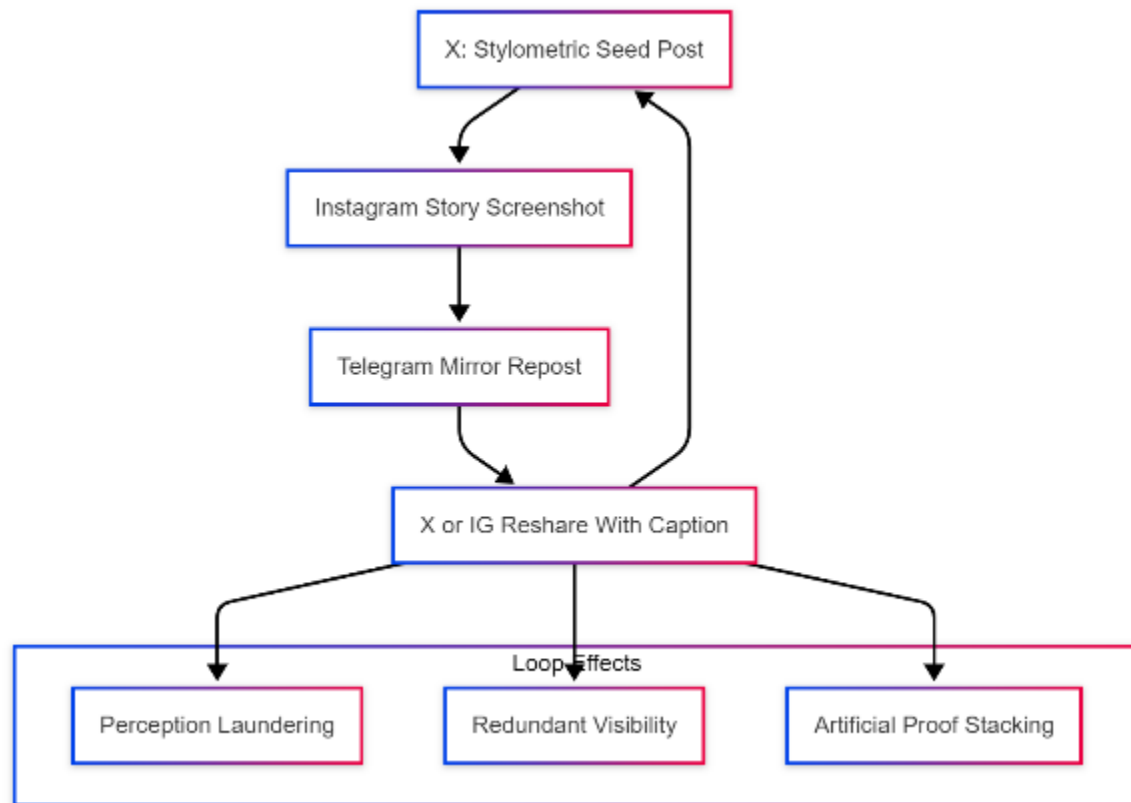 X: Stylometric Seed Post
Instagram Story Screenshot
Telegram Mirror Repost
X or IG Reshare With Caption
Loop Effects
Perception Laundering
Redundant Visibility
Artificial Proof Stacking